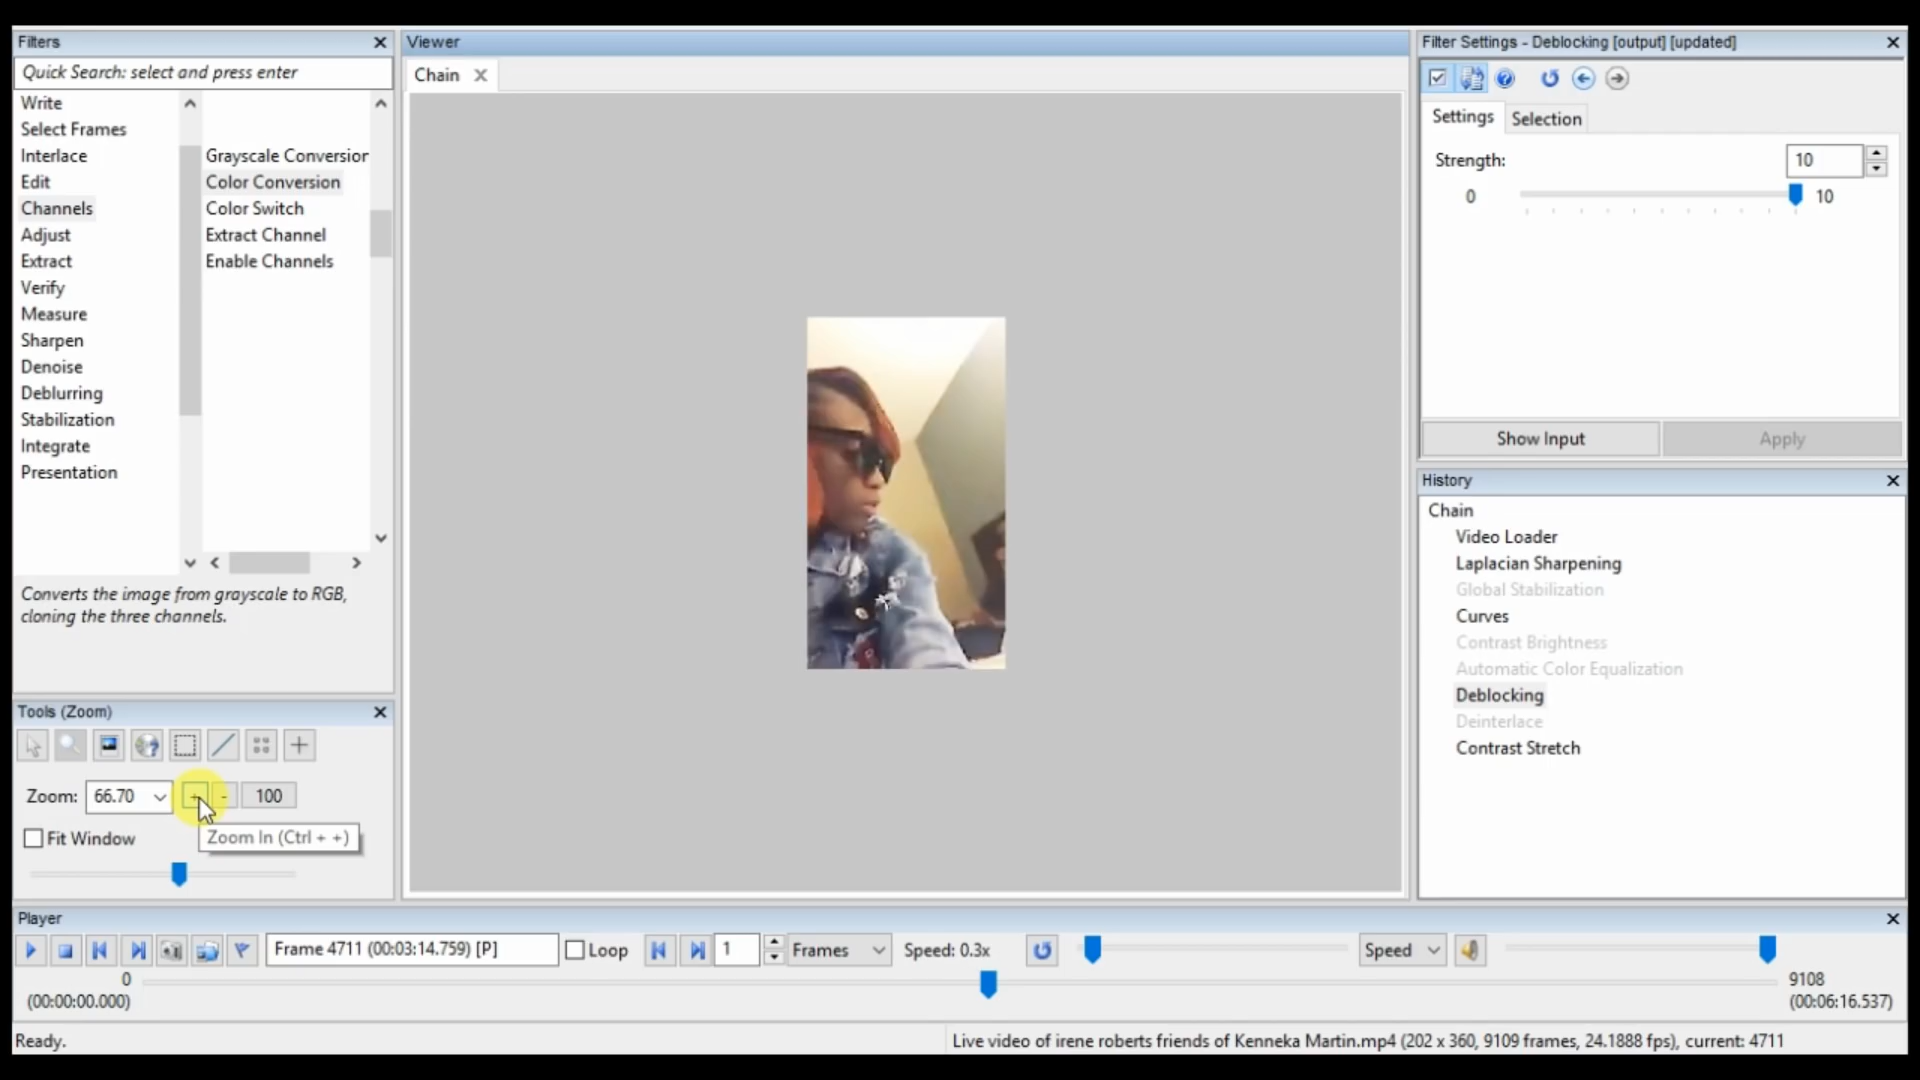 Filters
Quick Search: select and press enter
Write
Select Frames
Interlace
Edit
Channels
Adjust
Extract
Verify
Measure
Sharpen
Denoise
Deblurring
Stabilization
Integrate
Presentation
Grayscale Conversion
Color Conversion
Color Switch
Extract Channel
Enable Channels
Converts the image from grayscale to RGB,
cloning the three channels.
Tools (Zoom)
Zoom: 66.70 + - 100
Fit Window
Zoom In (Ctrl + +)
Viewer
Chain
Filter Settings - Deblocking [output] [updated]
Settings Selection
Strength: 10
0 10
Show Input Apply
History
Chain
Video Loader
Laplacian Sharpening
Global Stabilization
Curves
Contrast Brightness
Automatic Color Equalization
Deblocking
Deinterlace
Contrast Stretch
Player
Frame 4711 (00:03:14.759) [P] Loop 1 Frames Speed: 0.3x Speed
0 9108
(00:00:00.000) (00:06:16.537)
Ready. Live video of irene roberts friends of Kenneka Martin.mp4 (202 x 360, 9109 frames, 24.1888 fps), current: 4711